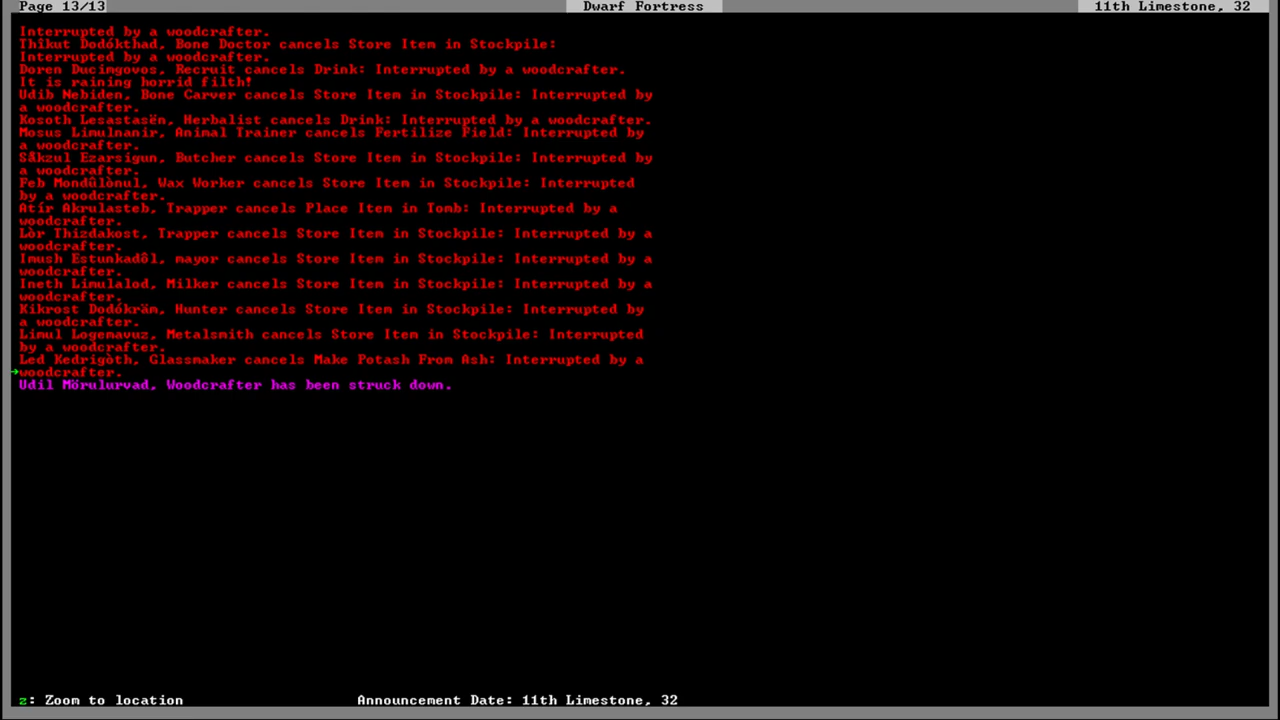 Page 13/13 Dwarf Fortress 11th Limestone, 32
Interrupted by a woodcrafter.
Thîkut Dodókthad, Bone Doctor cancels Store Item in Stockpile:
Interrupted by a woodcrafter.
Doren Ducimgovos, Recruit cancels Drink: Interrupted by a woodcrafter.
It is raining horrid filth!
Udib Nebiden, Bone Carver cancels Store Item in Stockpile: Interrupted by
a woodcrafter.
Kosoth Lesastasën, Herbalist cancels Drink: Interrupted by a woodcrafter.
Mosus Limulnanir, Animal Trainer cancels Fertilize Field: Interrupted by
a woodcrafter.
Såkzul Ezarsigun, Butcher cancels Store Item in Stockpile: Interrupted by
a woodcrafter.
Feb Mondûlònul, Wax Worker cancels Store Item in Stockpile: Interrupted
by a woodcrafter.
Atír Akrulasteb, Trapper cancels Place Item in Tomb: Interrupted by a
woodcrafter.
Lòr Thizdakost, Trapper cancels Store Item in Stockpile: Interrupted by a
woodcrafter.
Imush Estunkadôl, mayor cancels Store Item in Stockpile: Interrupted by a
woodcrafter.
Ineth Limulalod, Milker cancels Store Item in Stockpile: Interrupted by a
woodcrafter.
Kikrost Dodókräm, Hunter cancels Store Item in Stockpile: Interrupted by
a woodcrafter.
Limul Logemavuz, Metalsmith cancels Store Item in Stockpile: Interrupted
by a woodcrafter.
Led Kedrigòth, Glassmaker cancels Make Potash From Ash: Interrupted by a
→woodcrafter.
Udil Mörulurvad, Woodcrafter has been struck down.
z: Zoom to location Announcement Date: 11th Limestone, 32